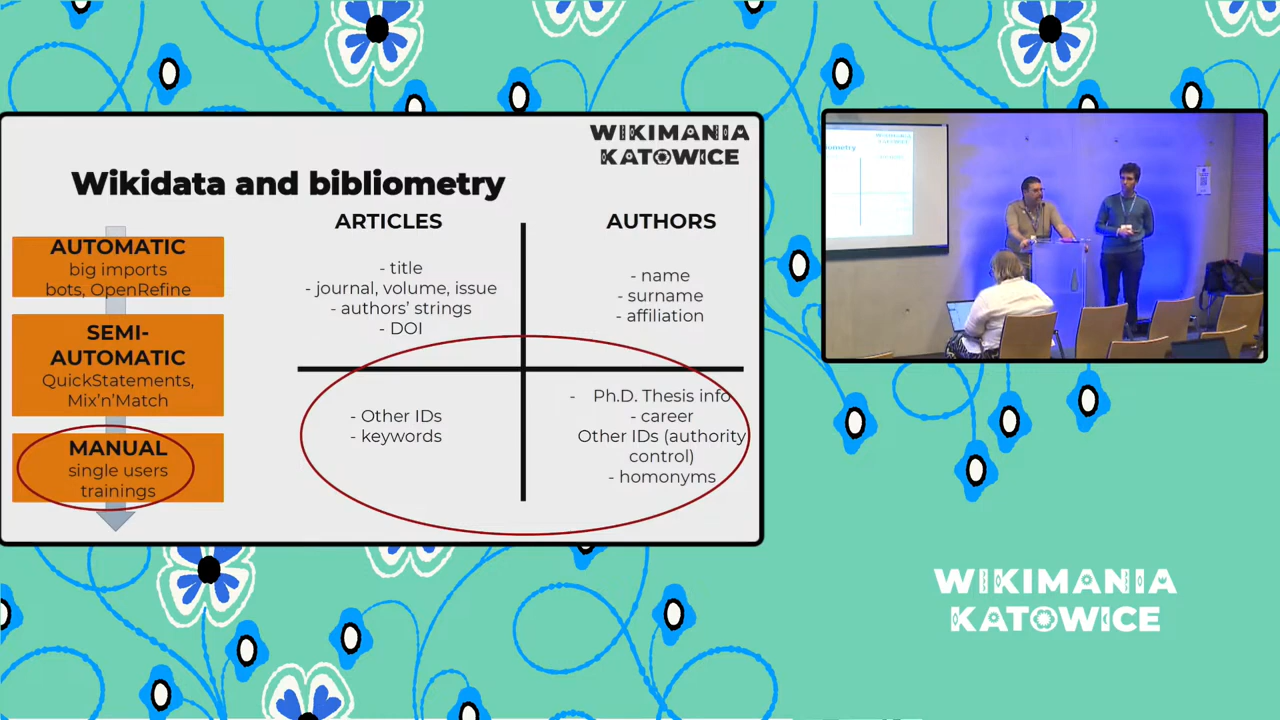 WIKIMANIA
KATOWICE
Wikidata and bibliometry
ARTICLES
AUTHORS
AUTOMATIC
big imports
bots, OpenRefine
SEMI-
AUTOMATIC
QuickStatements,
Mix'n'Match
MANUAL
single users
trainings
- title
- journal, volume, issue
- authors' strings
- DOI
- name
- surname
- affiliation
- Other IDs
- keywords
- Ph.D. Thesis info
- career
Other IDs (authority
control)
- homonyms
WIKIMANIA
KATOWICE